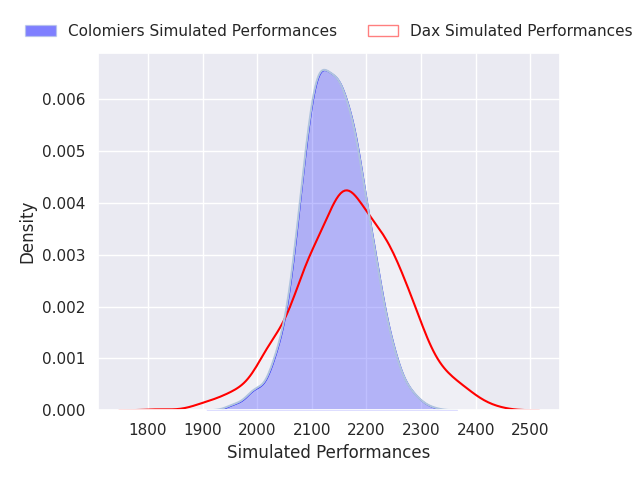 Colomiers Simulated Performances Dax Simulated Performances
0.006
0.005
0.004
0.003
0.002
0.001
0.000
Density
1800 1900 2000 2100 2200 2300 2400 2500
Simulated Performances